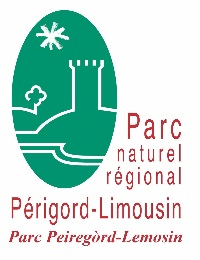 Parc
naturel
régional
Périgord-Limousin
Parc Peiregòrd-Lemosin